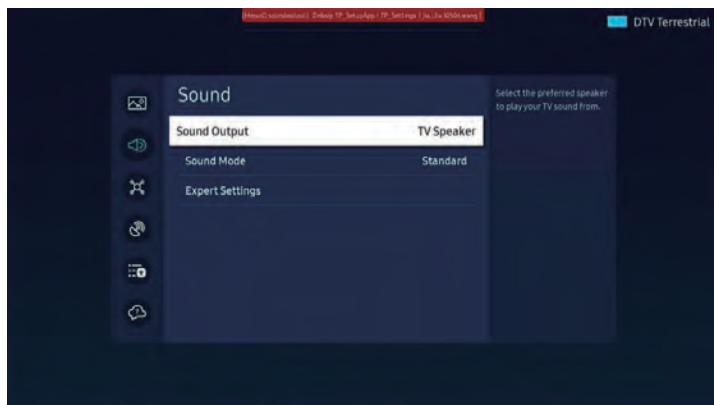 DTV Terrestrial
Sound
Select the preferred speaker
to play your TV sound from.
Sound Output TV Speaker
Sound Mode Standard
Expert Settings